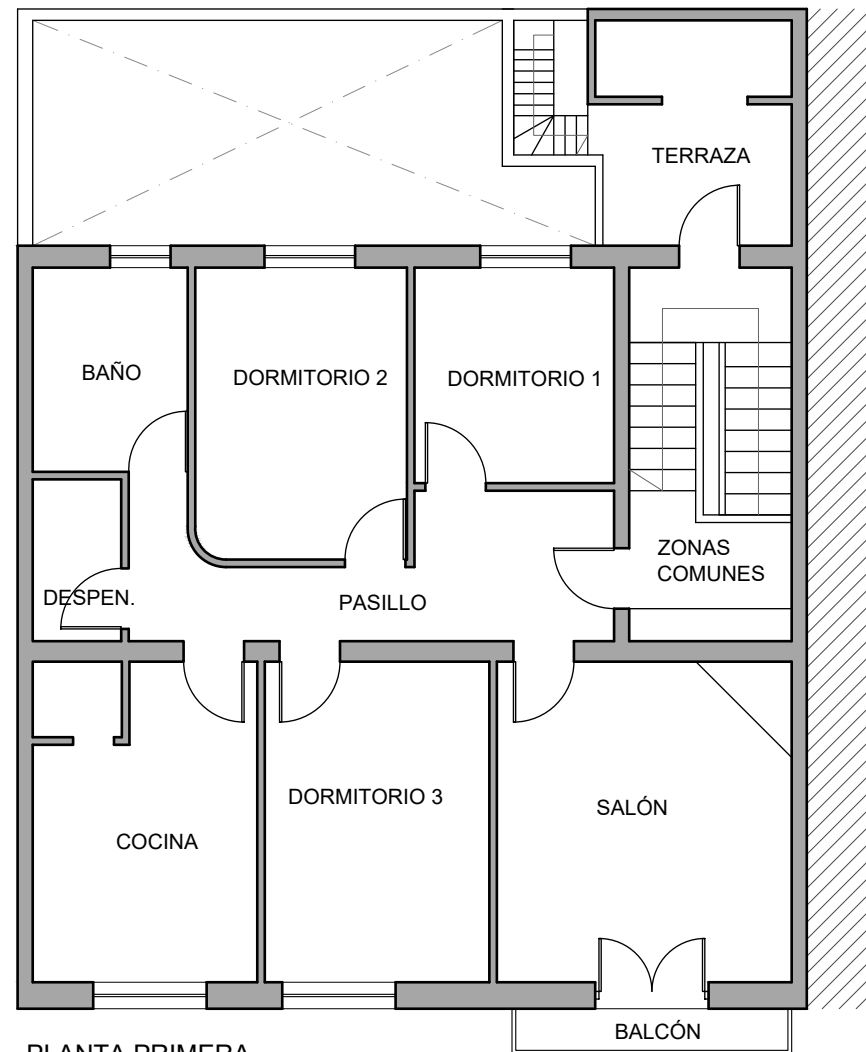 TERRAZA
BAÑO
DORMITORIO 2
DORMITORIO 1
ZONAS
COMUNES
DESPEN.
PASILLO
DORMITORIO 3
SALÓN
COCINA
BALCÓN
PLANTA PRIMERA